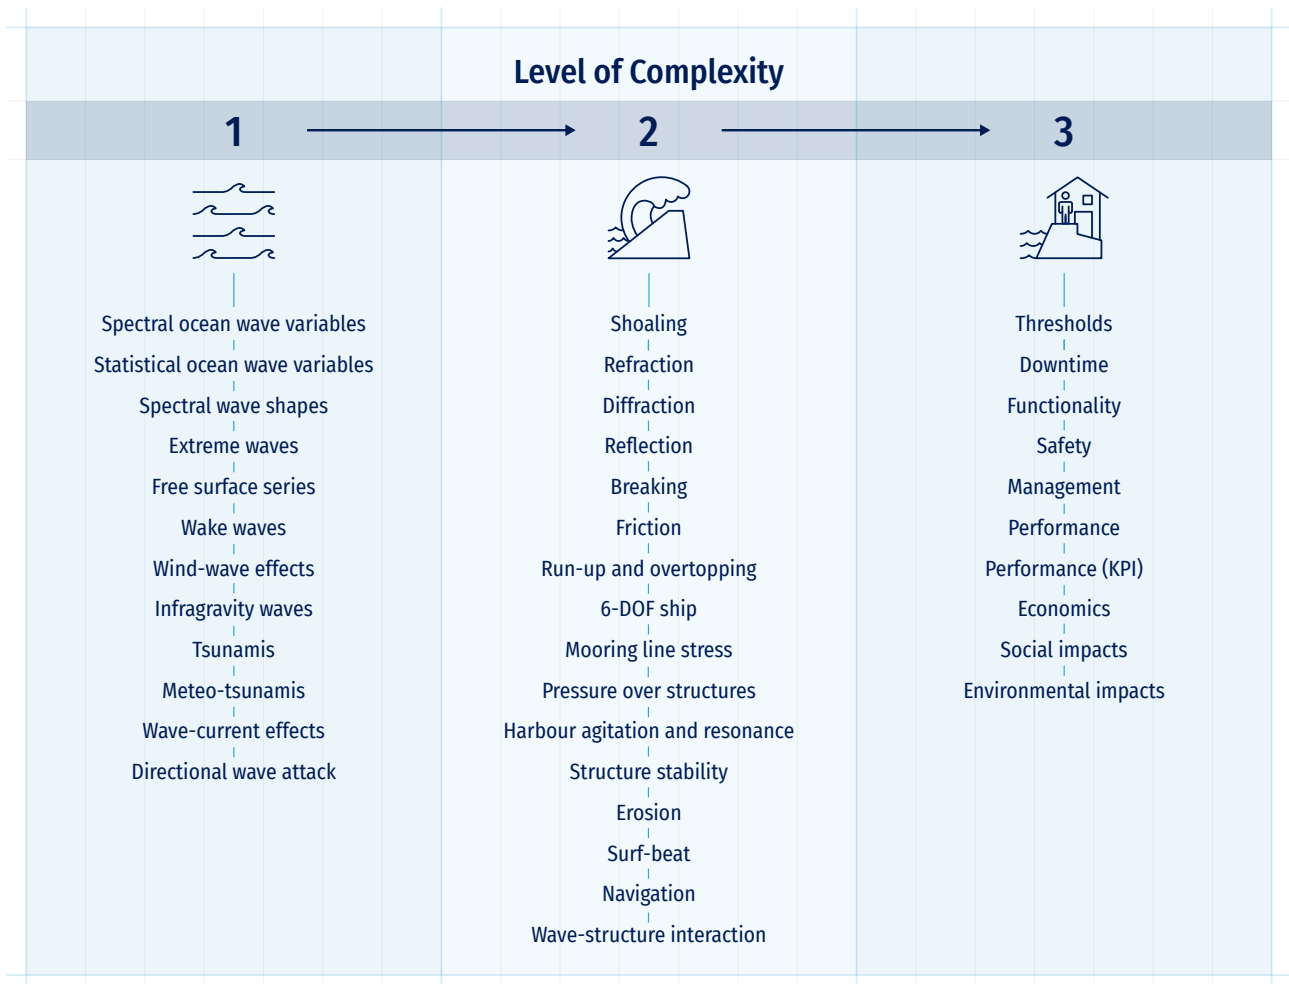 Level of Complexity
1
2
3
Spectral ocean wave variables
Statistical ocean wave variables
Spectral wave shapes
Extreme waves
Free surface series
Wake waves
Wind-wave effects
Infragravity waves
Tsunamis
Meteo-tsunamis
Wave-current effects
Directional wave attack
Shoaling
Refraction
Diffraction
Reflection
Breaking
Friction
Run-up and overtopping
6-DOF ship
Mooring line stress
Pressure over structures
Harbour agitation and resonance
Structure stability
Erosion
Surf-beat
Navigation
Wave-structure interaction
Thresholds
Downtime
Functionality
Safety
Management
Performance
Performance (KPI)
Economics
Social impacts
Environmental impacts